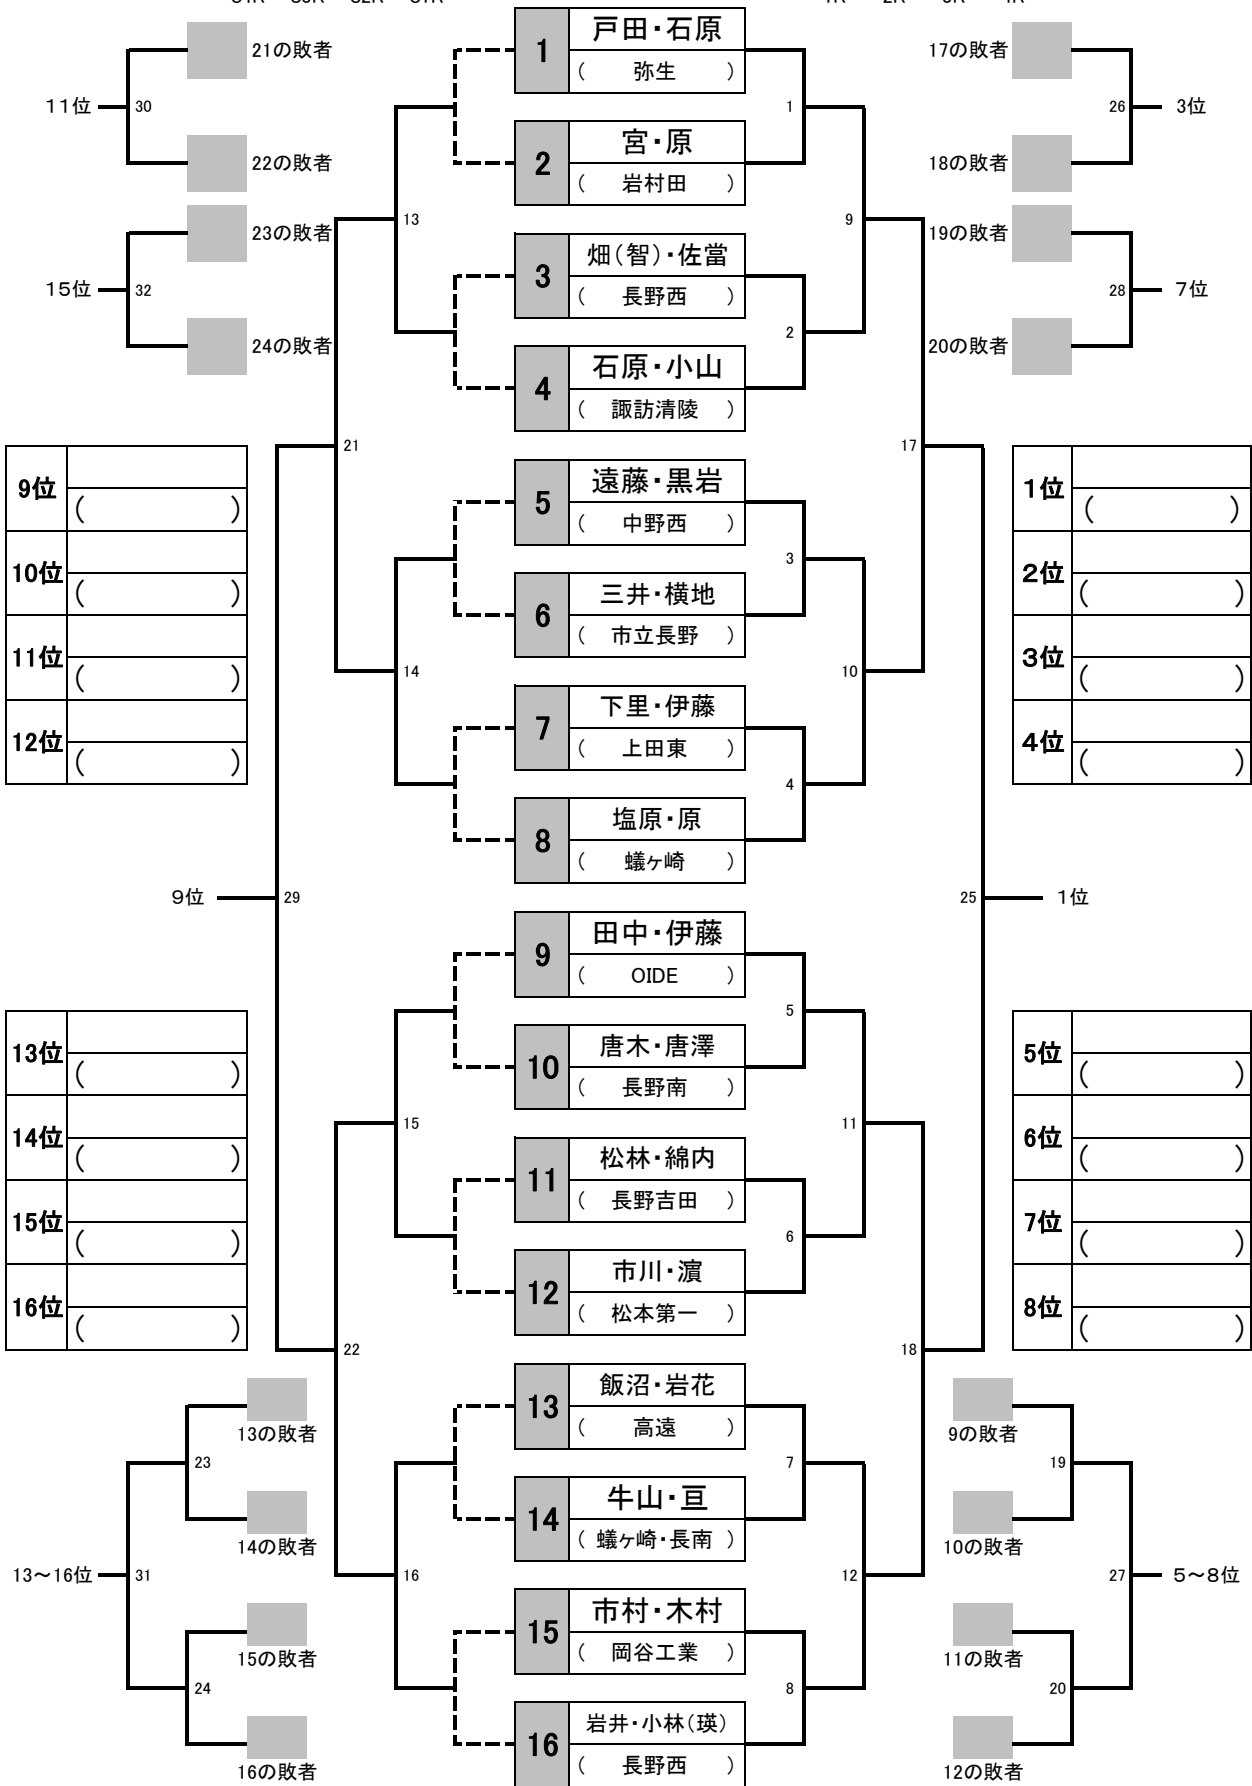 21の敗者
11位
30
22の敗者
23の敗者
15位
32
24の敗者
17の敗者
26
3位
18の敗者
19の敗者
28
7位
20の敗者
1
戸田・石原
( 弥生 )
1
2
宮・原
( 岩村田 )
13
9
3
畑(智)・佐當
( 長野西 )
2
4
石原・小山
( 諏訪清陵 )
21
17
5
遠藤・黒岩
( 中野西 )
3
6
三井・横地
( 市立長野 )
14
10
7
下里・伊藤
( 上田東 )
4
8
塩原・原
( 蟻ヶ崎 )
9位
( )
10位
( )
11位
( )
12位
( )
1位
( )
2位
( )
3位
( )
4位
( )
9位
29
25
1位
9
田中・伊藤
( OIDE )
5
10
唐木・唐澤
( 長野南 )
15
11
11
松林・綿内
( 長野吉田 )
6
12
市川・濵
( 松本第一 )
22
18
13
飯沼・岩花
( 高遠 )
7
14
牛山・亘
( 蟻ヶ崎・長南 )
16
12
15
市村・木村
( 岡谷工業 )
8
16
岩井・小林(瑛)
( 長野西 )
13位
( )
14位
( )
15位
( )
16位
( )
5位
( )
6位
( )
7位
( )
8位
( )
13の敗者
23
14の敗者
13~16位
31
15の敗者
24
16の敗者
9の敗者
19
10の敗者
27
5~8位
11の敗者
20
12の敗者